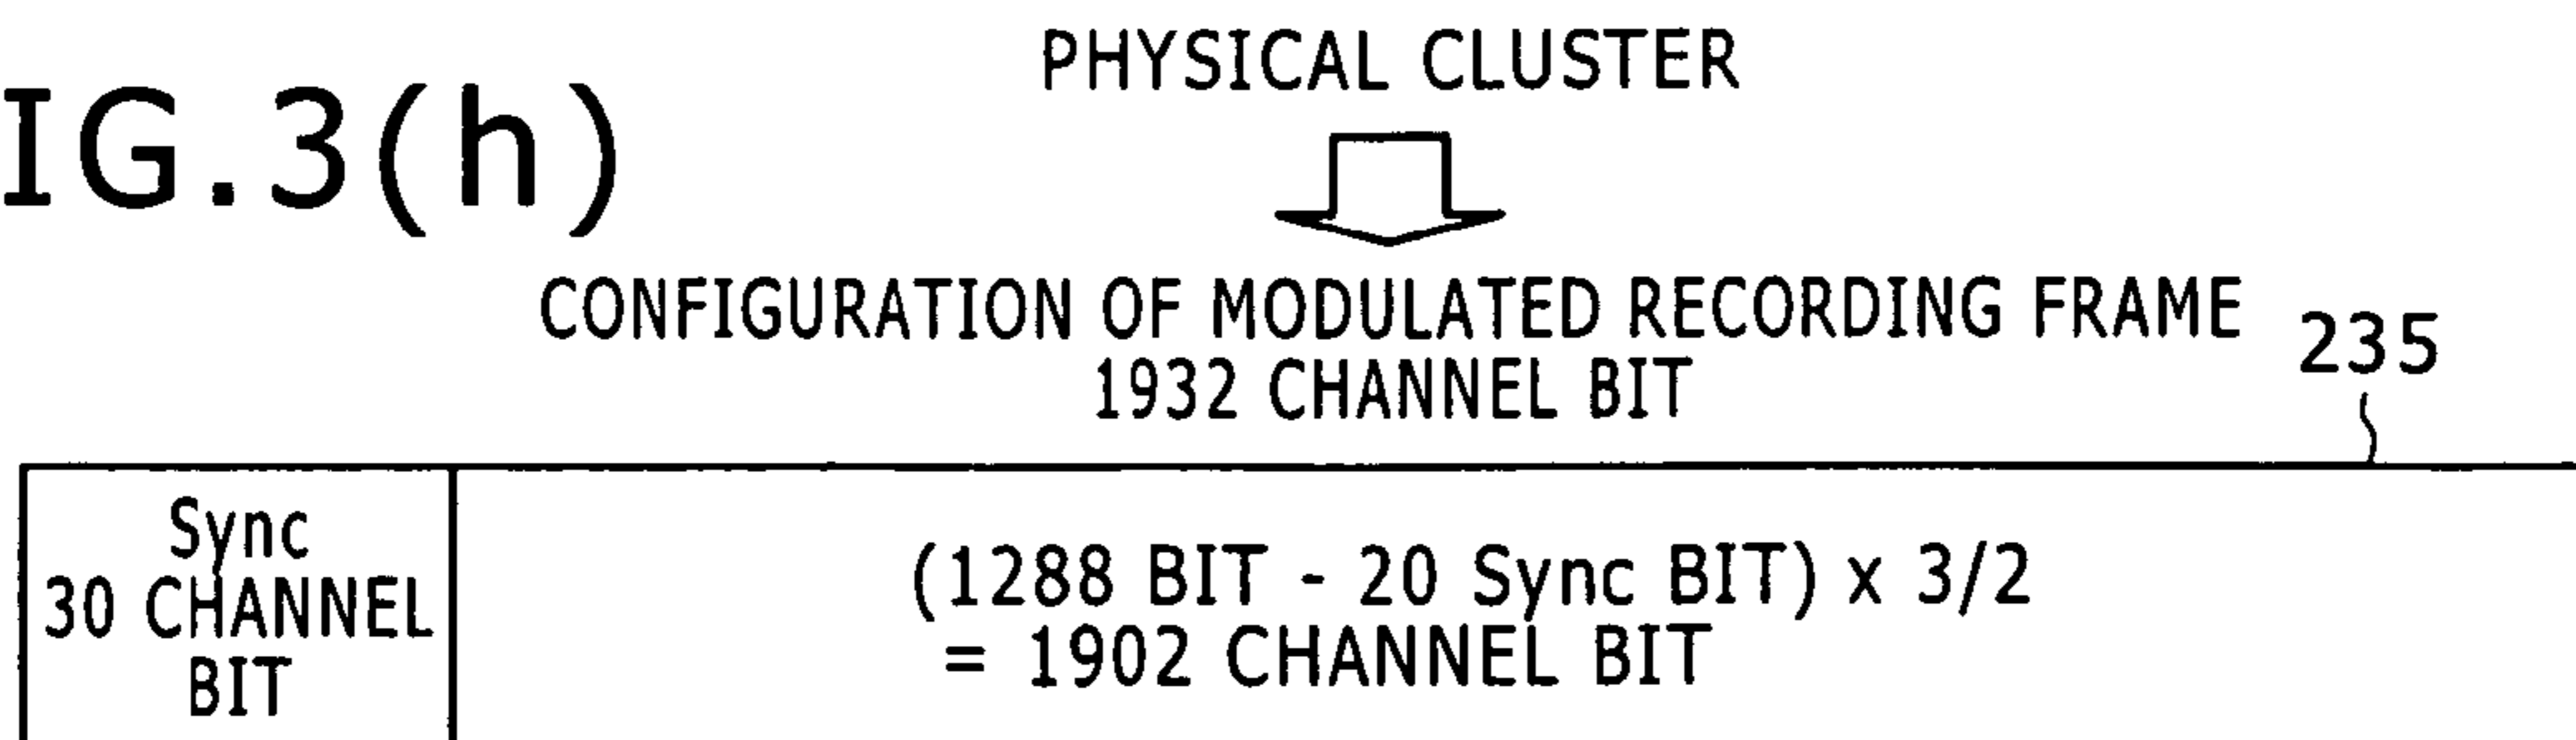 IG.3(h)
PHYSICAL CLUSTER
CONFIGURATION OF MODULATED RECORDING FRAME
1932 CHANNEL BIT
235
Sync
30 CHANNEL
BIT
(1288 BIT - 20 Sync BIT) x 3/2
= 1902 CHANNEL BIT